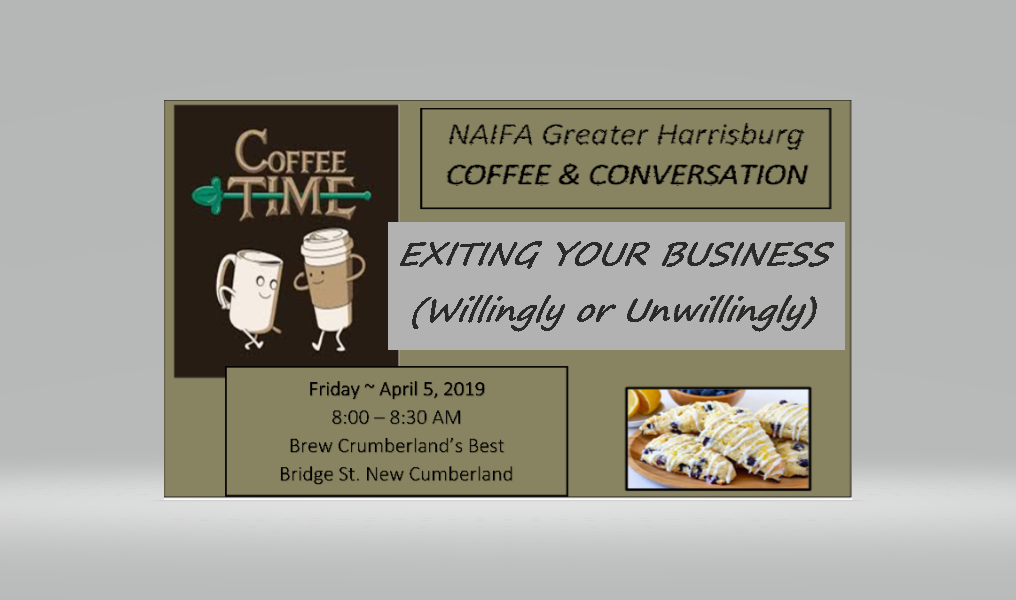 COFFEE
TIME
NAIFA Greater Harrisburg
COFFEE & CONVERSATION
EXITING YOUR BUSINESS
(Willingly or Unwillingly)
Friday ~ April 5, 2019
8:00 – 8:30 AM
Brew Crumberland's Best
Bridge St. New Cumberland